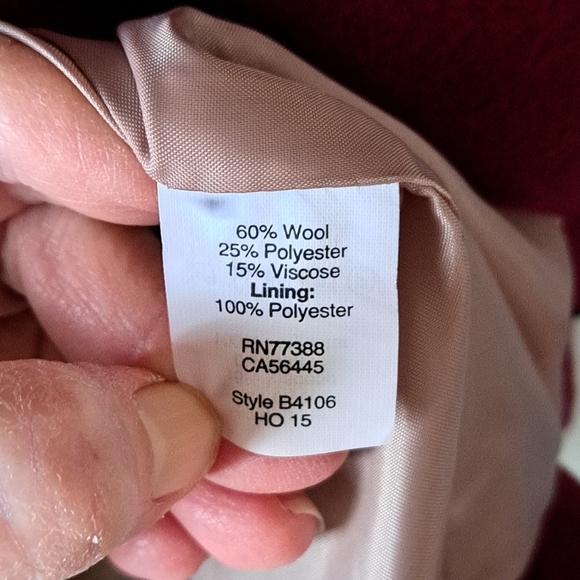 60% Wool
25% Polyester
15% Viscose
Lining:
100% Polyester
RN77388
CA56445
Style B4106
HO 15